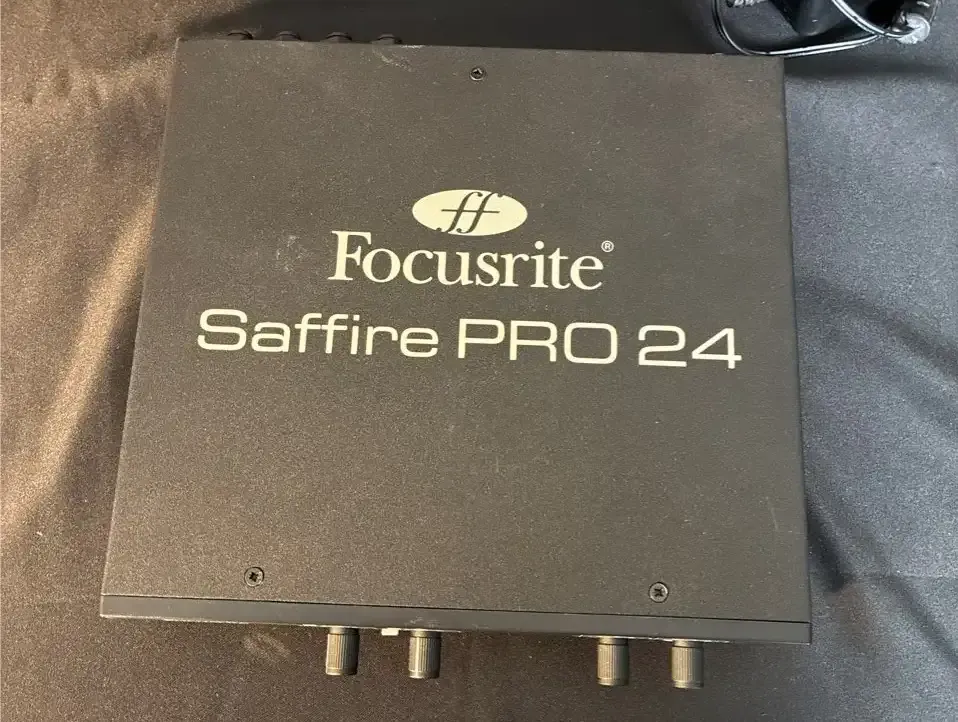 ff
Focusrite®
Saffire PRO 24